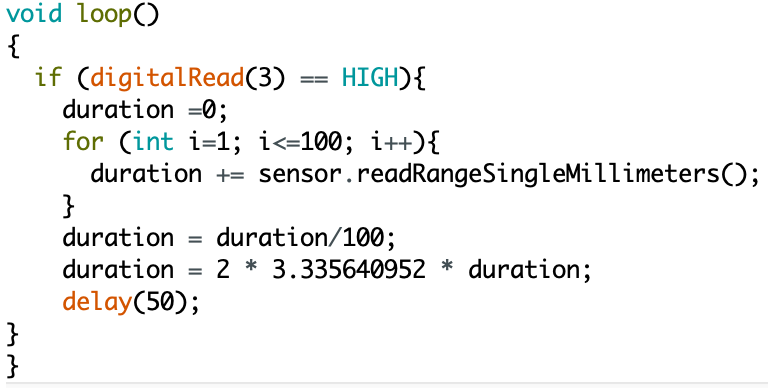 void loop()
{
  if (digitalRead(3) == HIGH){
    duration =0;
    for (int i=1; i<=100; i++){
      duration += sensor.readRangeSingleMillimeters();
    }
    duration = duration/100;
    duration = 2 * 3.335640952 * duration;
    delay(50);
}
}